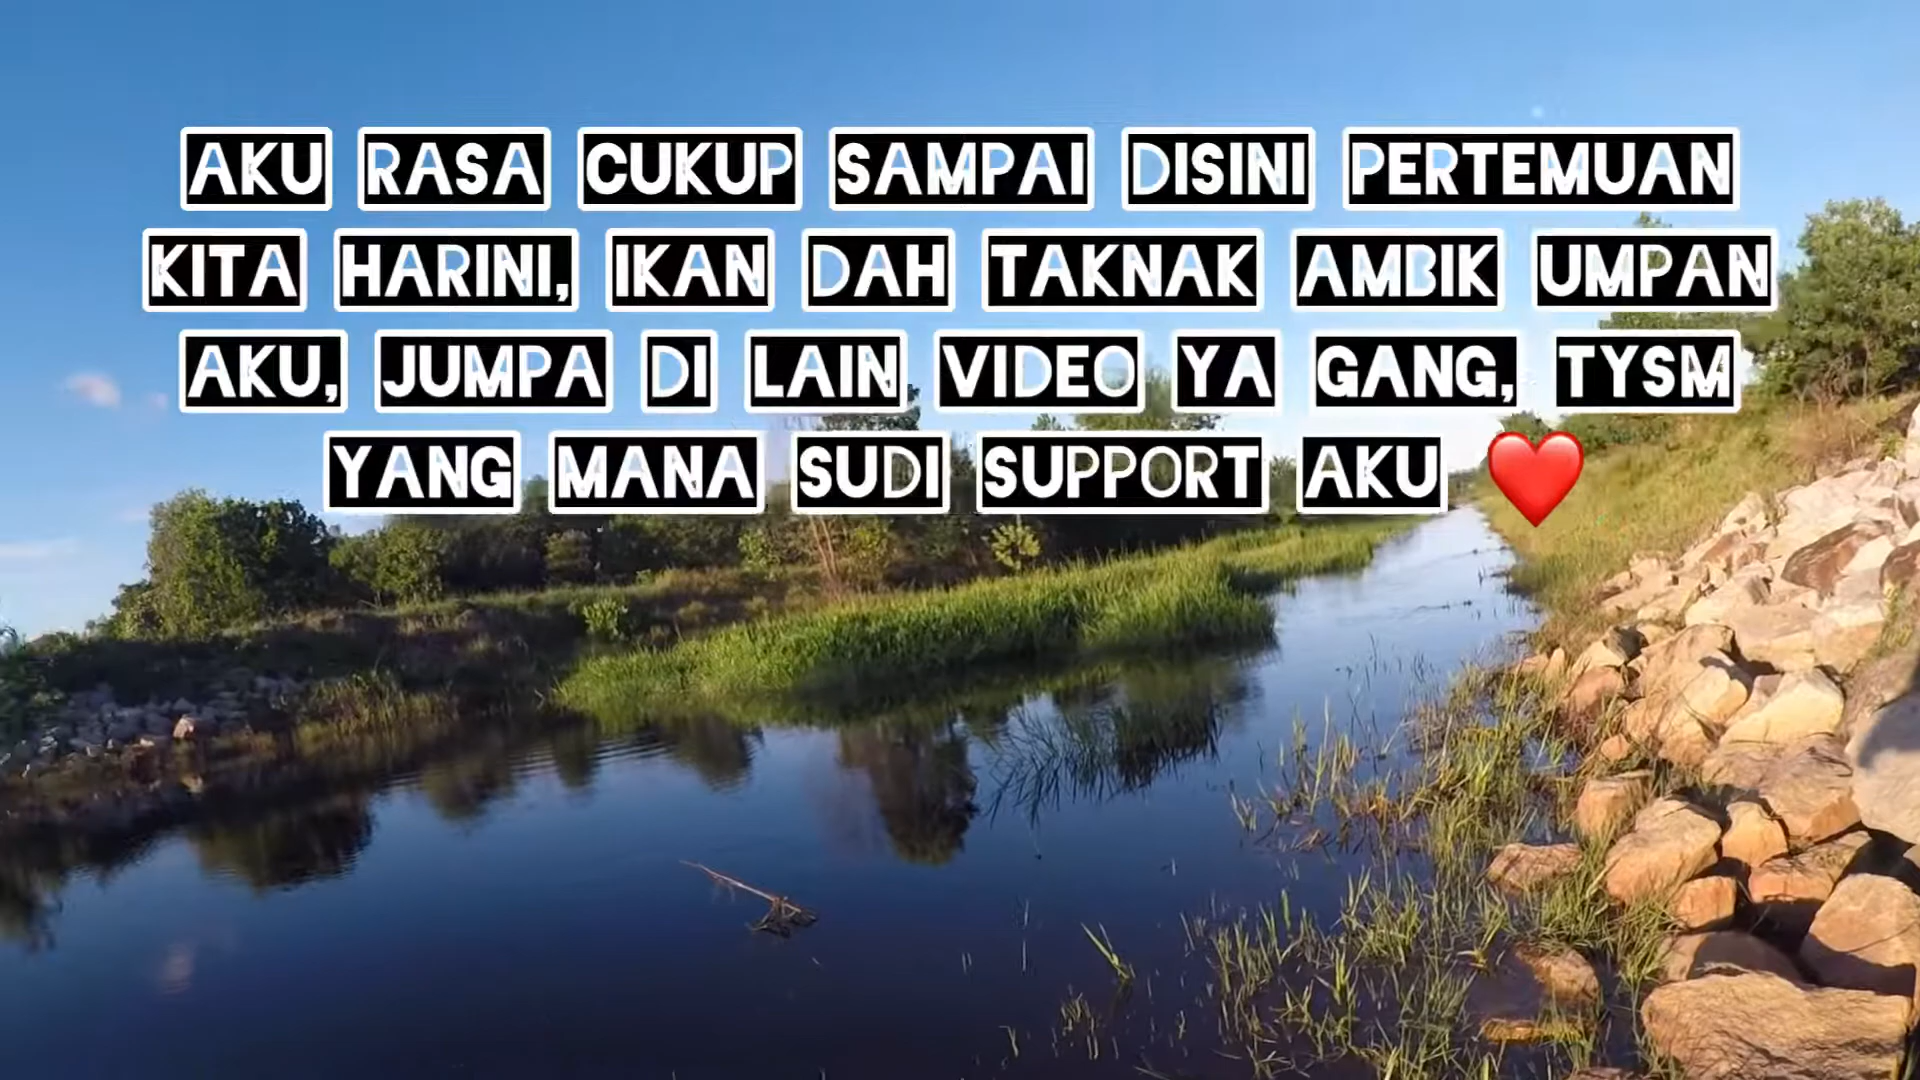 AKU RASA CUKUP SAMPAI DISINI PERTEMUAN
KITA HARINI, IKAN DAH TAKNAK AMBIK UMPAN
AKU, JUMPA DI LAIN VIDEO YA GANG, TYSM
YANG MANA SUDI SUPPORT AKU ❤️